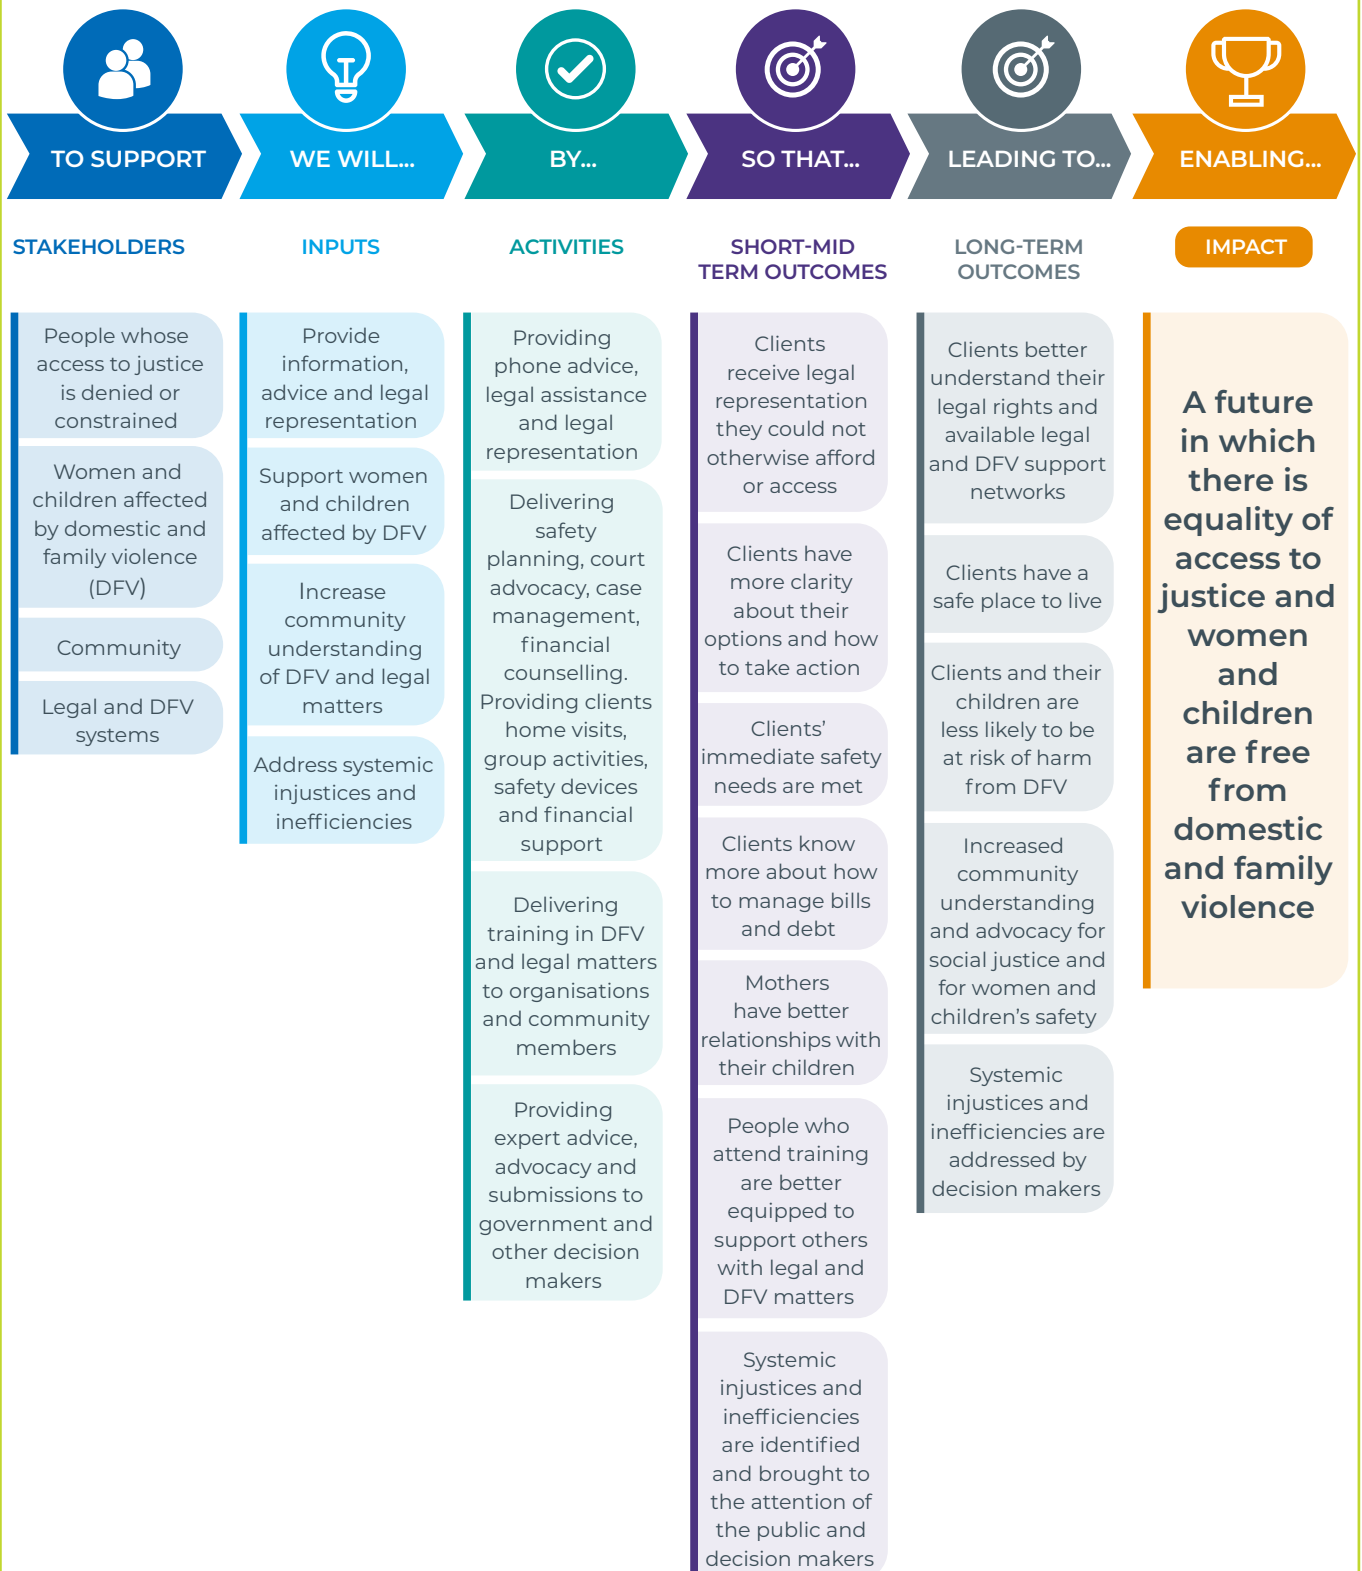 TO SUPPORT
WE WILL...
BY...
SO THAT...
LEADING TO...
ENABLING...
STAKEHOLDERS
People whose
access to justice
is denied or
constrained
Women and
children affected
by domestic and
family violence
(DFV)
Community
Legal and DFV
systems
INPUTS
Provide
information,
advice and legal
representation
Support women
and children
affected by DFV
Increase
community
understanding
of DFV and legal
matters
Address systemic
injustices and
inefficiencies
ACTIVITIES
Providing
phone advice,
legal assistance
and legal
representation
Delivering
safety
planning, court
advocacy, case
management,
financial
counselling.
Providing clients
home visits,
group activities,
safety devices
and financial
support
Delivering
training in DFV
and legal matters
to organisations
and community
members
Providing
expert advice,
advocacy and
submissions to
government and
other decision
makers
SHORT-MID
TERM OUTCOMES
Clients
receive legal
representation
they could not
otherwise afford
or access
Clients have
more clarity
about their
options and how
to take action
Clients’
immediate safety
needs are met
Clients know
more about how
to manage bills
and debt
Mothers
have better
relationships with
their children
People who
attend training
are better
equipped to
support others
with legal and
DFV matters
Systemic
injustices and
inefficiencies
are identified
and brought to
the attention of
the public and
decision makers
LONG-TERM
OUTCOMES
Clients better
understand their
legal rights and
available legal
and DFV support
networks
Clients have a
safe place to live
Clients and their
children are
less likely to be
at risk of harm
from DFV
Increased
community
understanding
and advocacy for
social justice and
for women and
children’s safety
Systemic
injustices and
inefficiencies are
addressed by
decision makers
IMPACT
A future
in which
there is
equality of
access to
justice and
women
and
children
are free
from
domestic
and family
violence